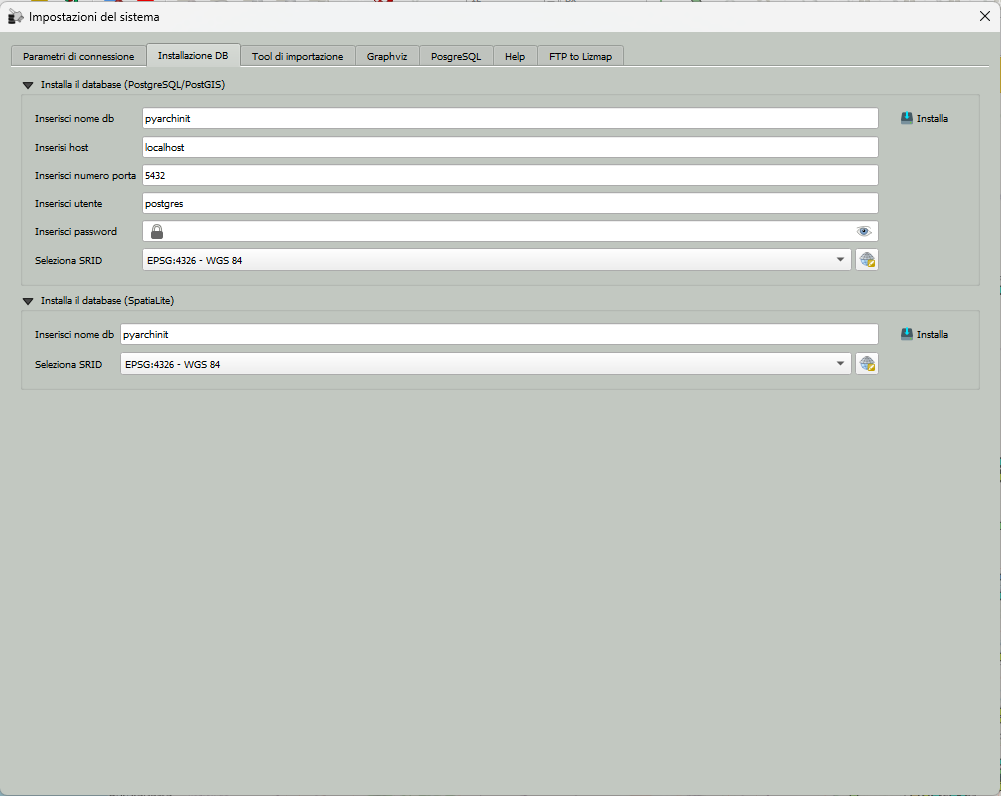 Impostazioni del sistema
Parametri di connessione Installazione DB Tool di importazione Graphviz PosgreSQL Help FTP to Lizmap
Installa il database (PostgreSQL/PostGIS)
Inserisci nome db pyarchinit Installa
Inserisi host localhost
Inserisci numero porta 5432
Inserisci utente postgres
Inserisci password
Seleziona SRID EPSG:4326 - WGS 84
Installa il database (SpatiaLite)
Inserisci nome db pyarchinit Installa
Seleziona SRID EPSG:4326 - WGS 84